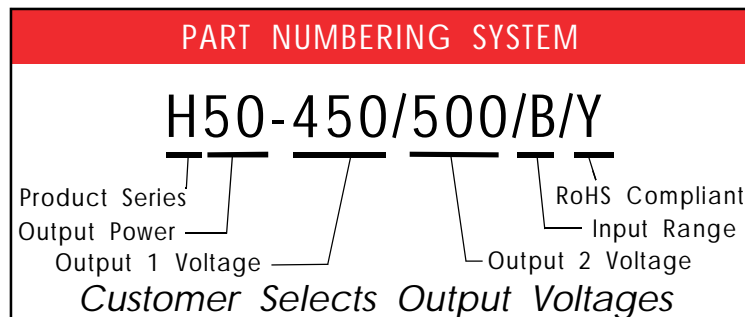 PART NUMBERING SYSTEM
H50-450/500/B/Y
Product Series
RoHS Compliant
Output Power
Input Range
Output 1 Voltage
Output 2 Voltage
Customer Selects Output Voltages